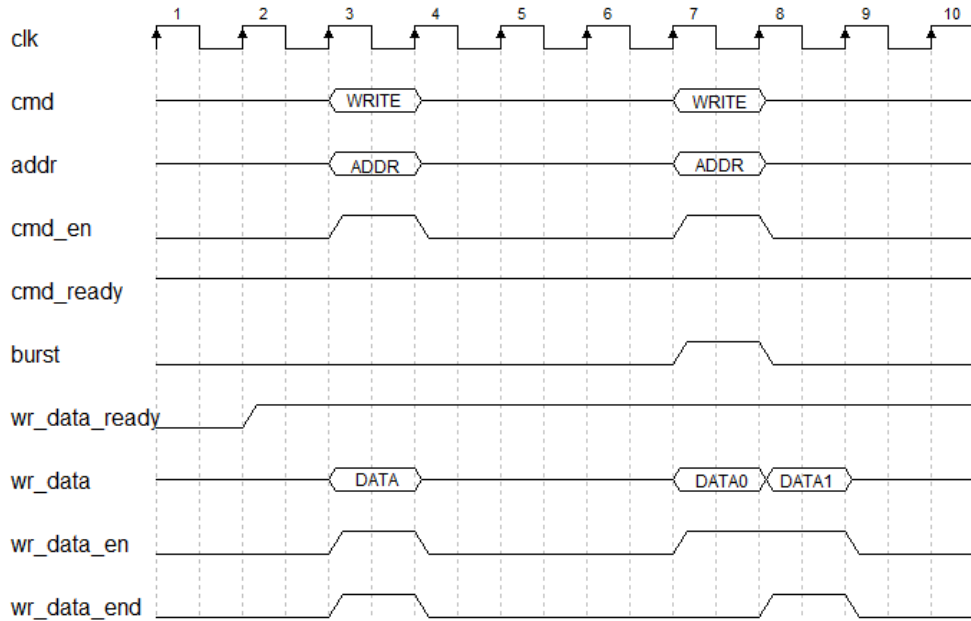 1 2 3 4 5 6 7 8 9 10
clk
cmd WRITE WRITE
addr ADDR ADDR
cmd_en
cmd_ready
burst
wr_data_ready
wr_data DATA DATA0 DATA1
wr_data_en
wr_data_end